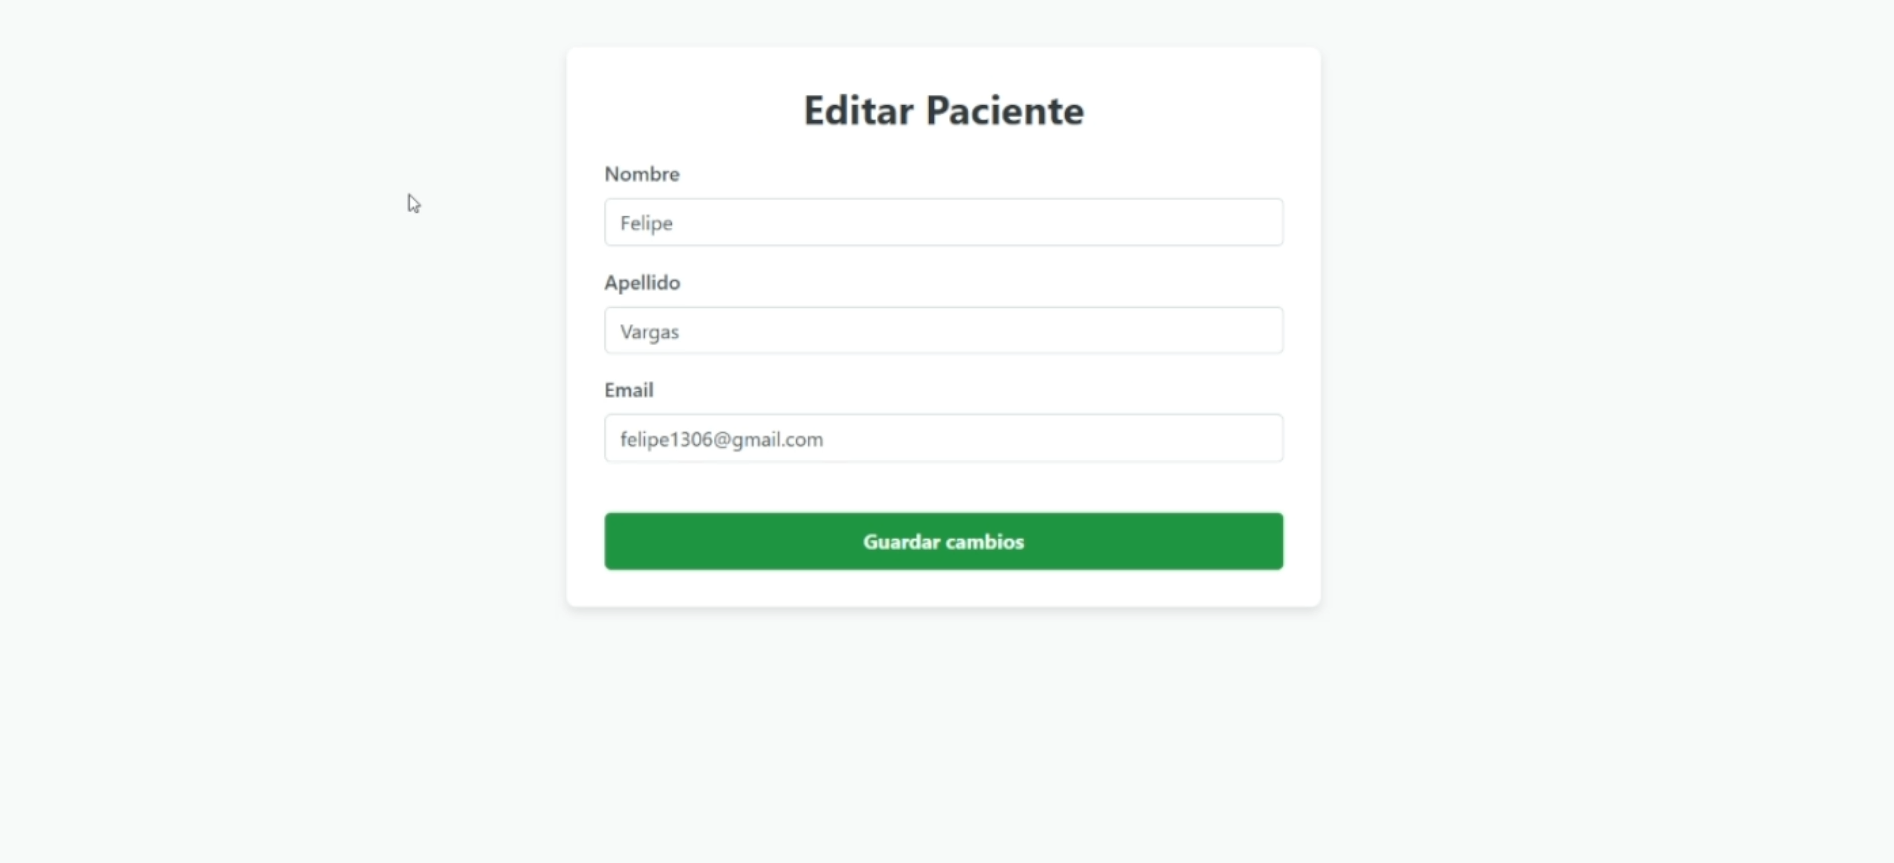 Editar Paciente
Nombre
Felipe
Apellido
Vargas
Email
felipe1306@gmail.com
Guardar cambios